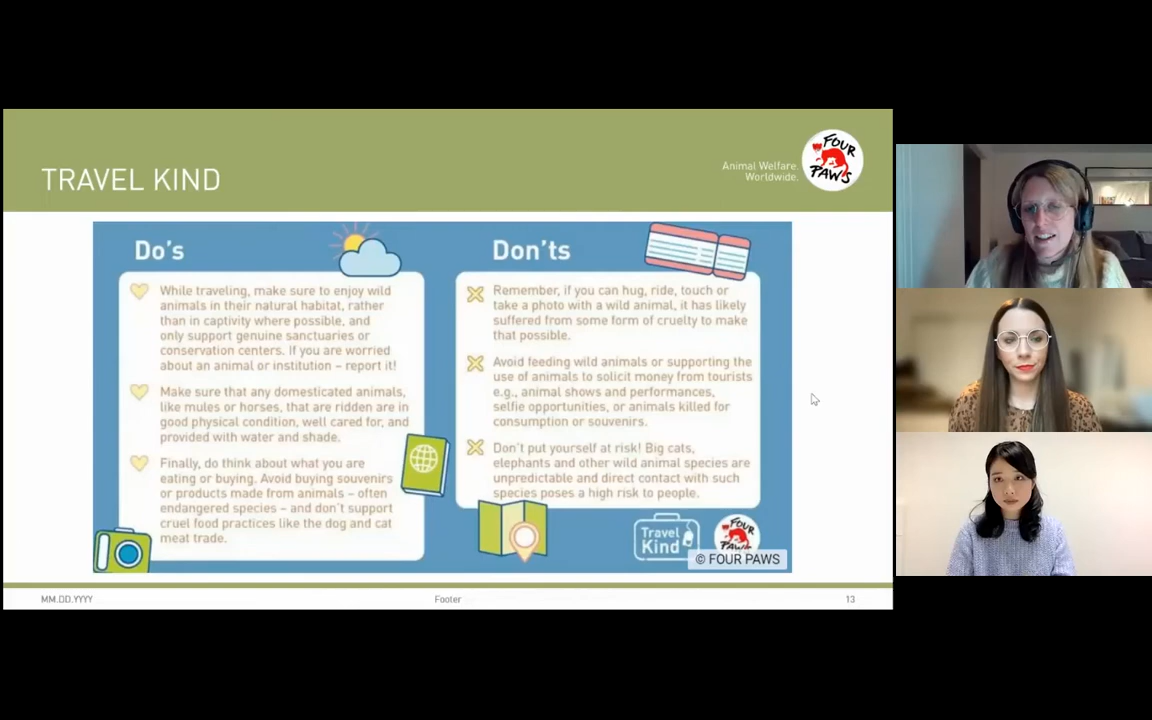 TRAVEL KIND
Animal Welfare.
Worldwide.
FOUR
PAWS
Do's
While traveling, make sure to enjoy wild
animals in their natural habitat, rather
than in captivity where possible, and
only support genuine sanctuaries or
conservation centers. If you are worried
about an animal or institution – report it!
Make sure that any domesticated animals,
like mules or horses, that are ridden are in
good physical condition, well cared for, and
provided with water and shade.
Finally, do think about what you are
eating or buying. Avoid buying souvenirs
or products made from animals – often
endangered species – and don't support
cruel food practices like the dog and cat
meat trade.
Don'ts
Remember, if you can hug, ride, touch or
take a photo with a wild animal, it has likely
suffered from some form of cruelty to make
that possible.
Avoid feeding wild animals or supporting the
use of animals to solicit money from tourists
e.g., animal shows and performances,
selfie opportunities, or animals killed for
consumption or souvenirs.
Don't put yourself at risk! Big cats,
elephants and other wild animal species are
unpredictable and direct contact with such
species poses a high risk to people.
Travel
Kind
FOUR
PAWS
© FOUR PAWS
MM.DD.YYYY
Footer
13